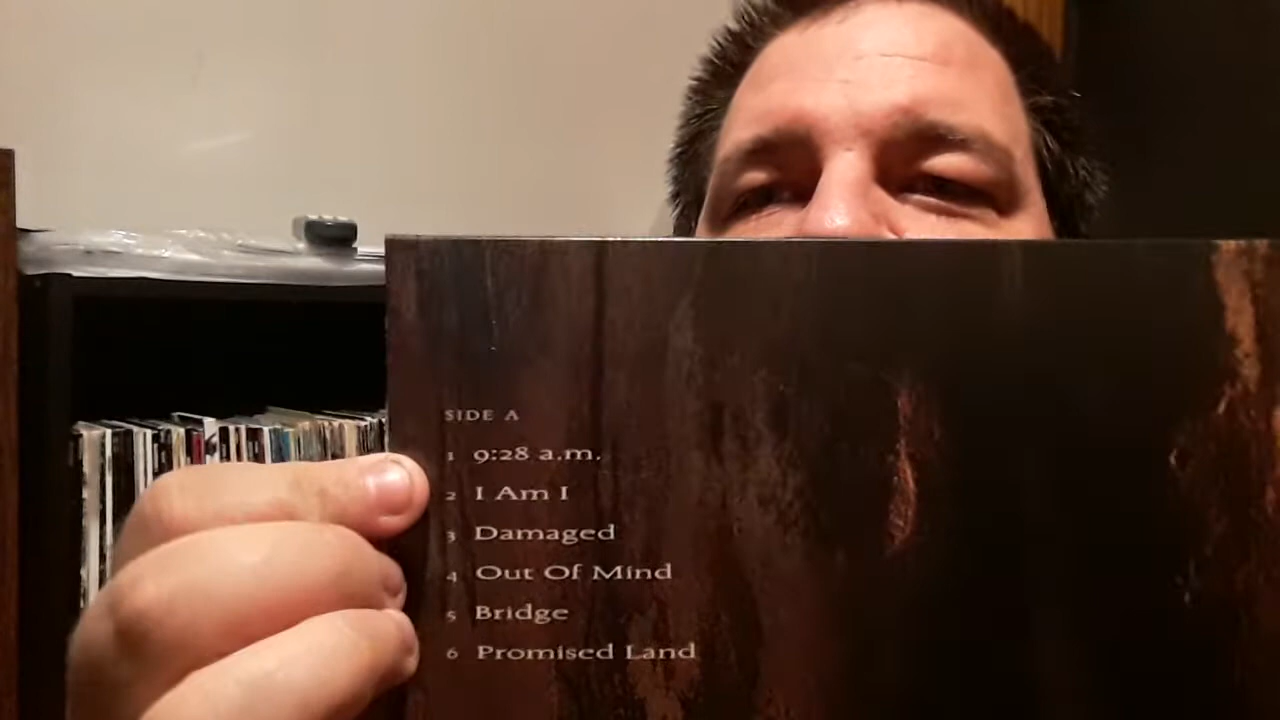 SIDE A
1 9:28 a.m.
2 I Am I
3 Damaged
4 Out Of Mind
5 Bridge
6 Promised Land